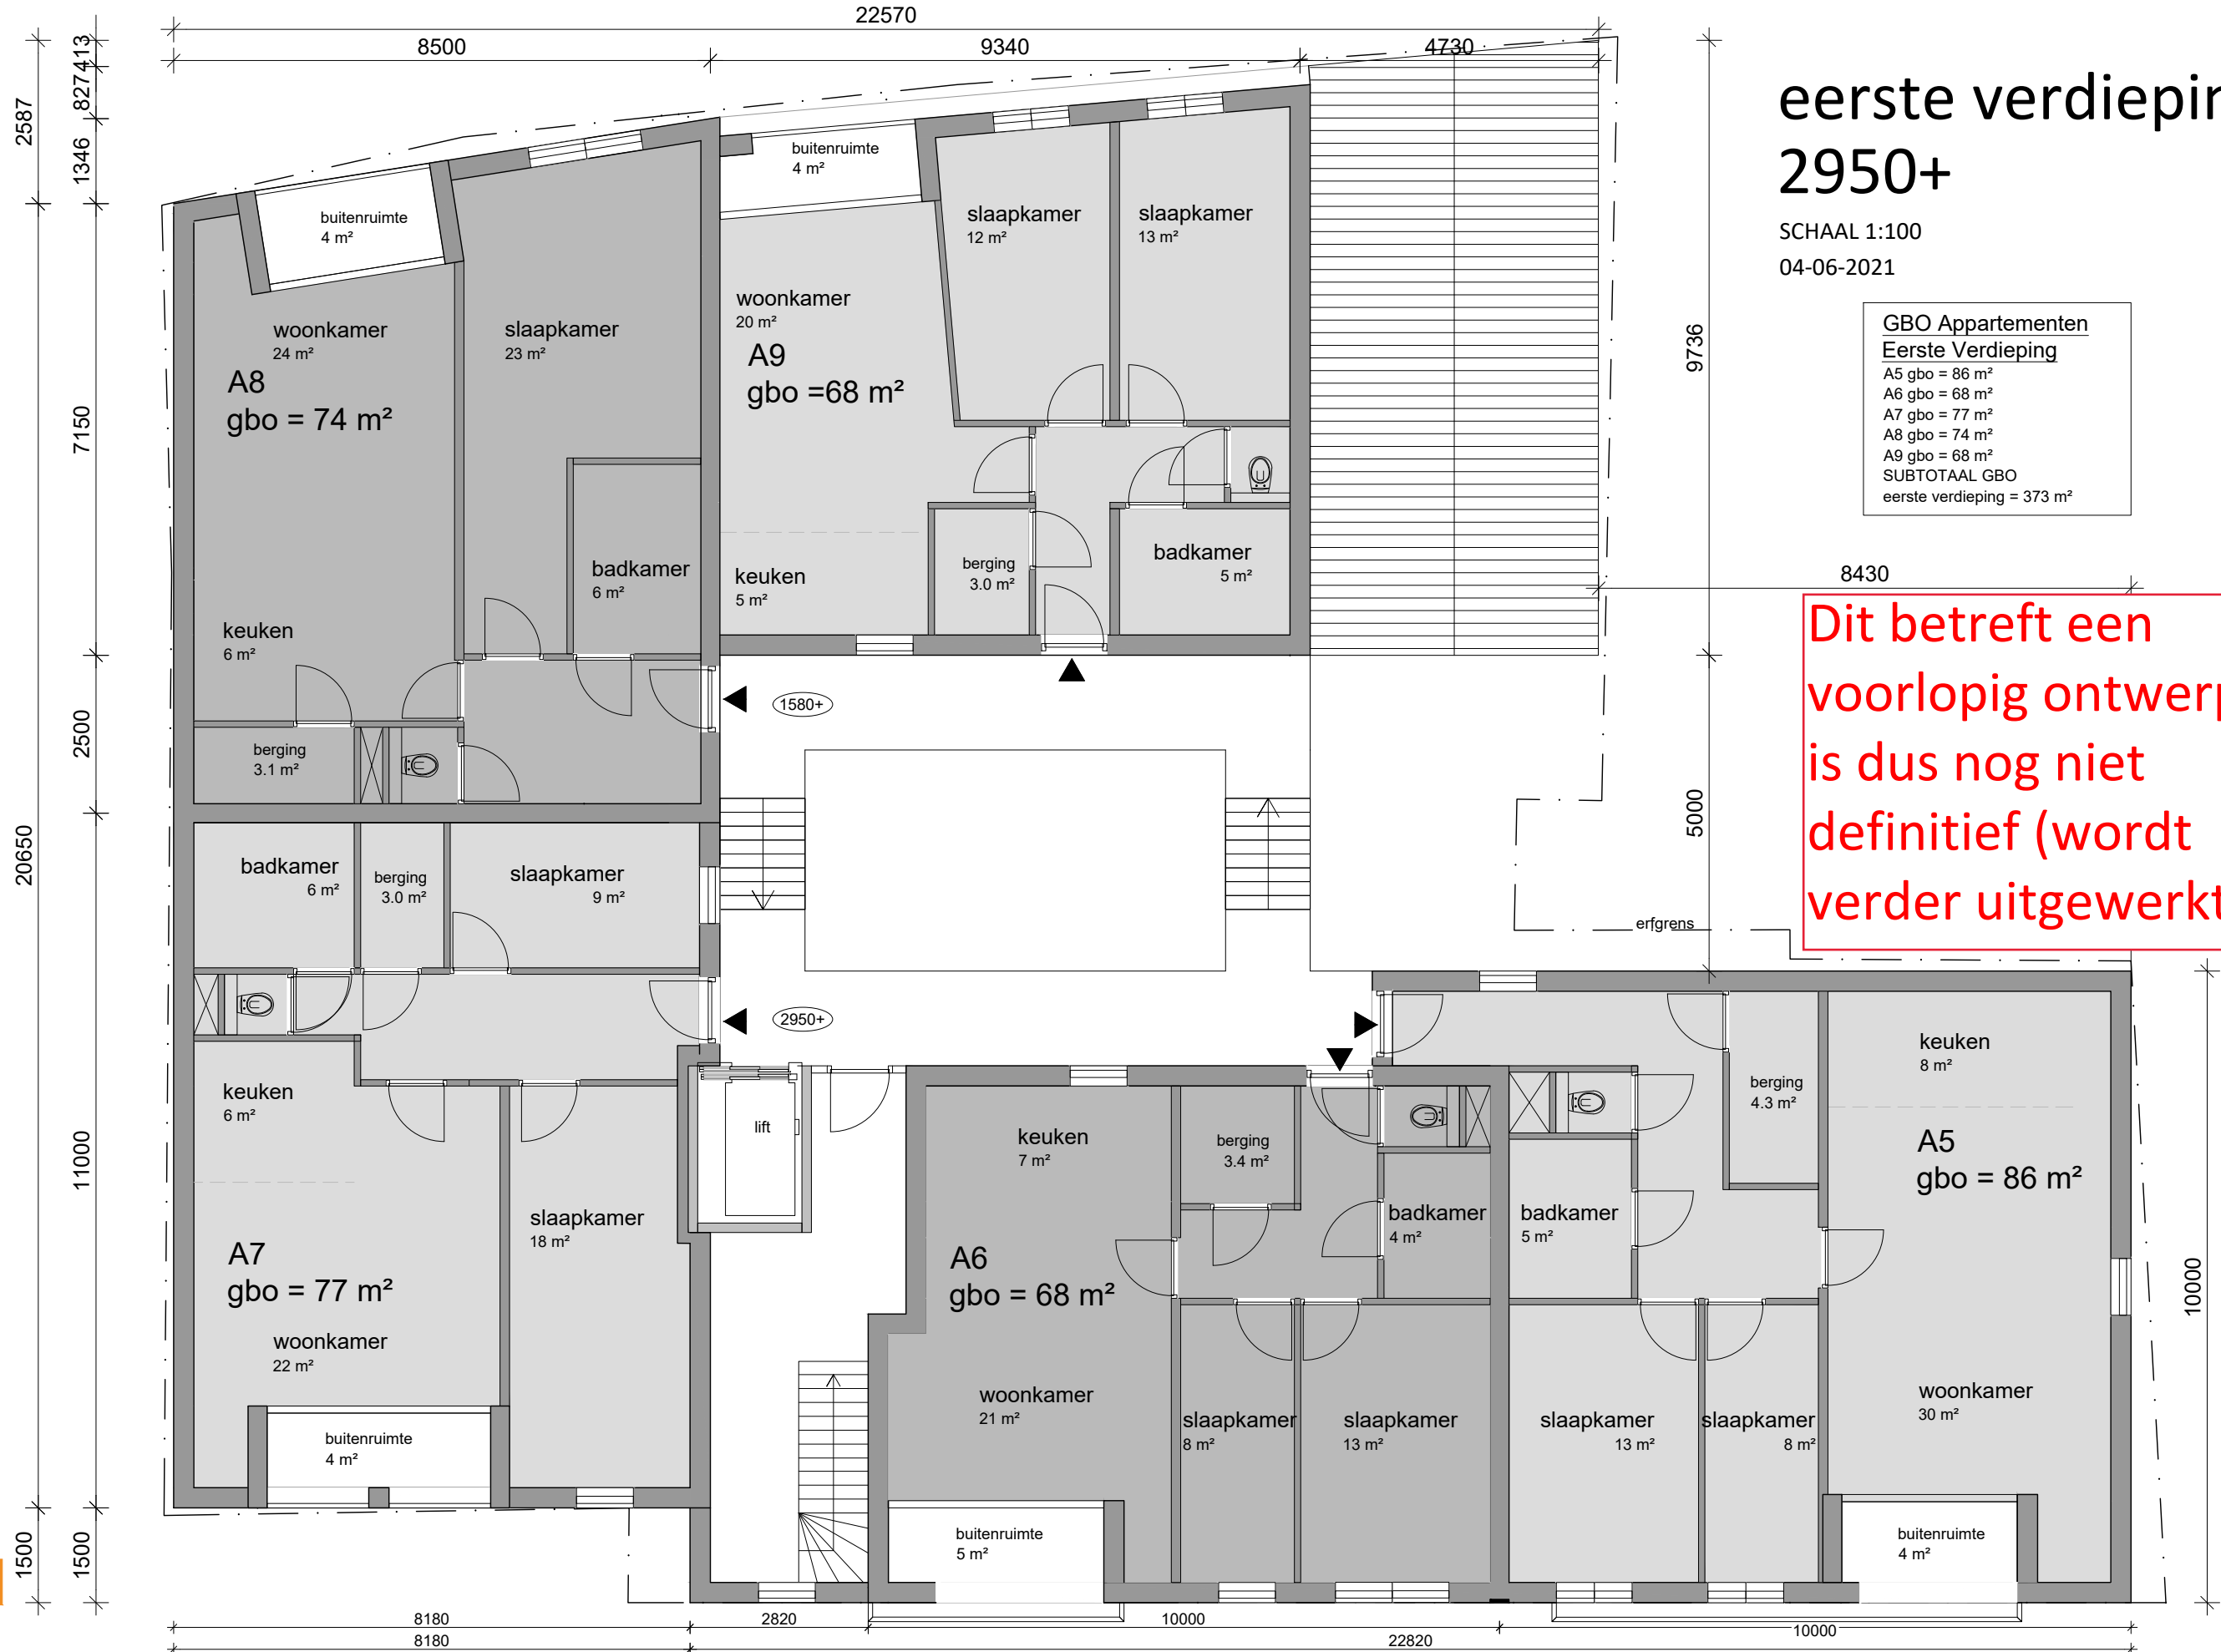 22570
8500
9340
4730
413
827
1346
2587
7150
2500
20650
11000
1500
1500
eerste verdiepin
2950+
SCHAAL 1:100
04-06-2021
GBO Appartementen
Eerste Verdieping
A5 gbo = 86 m²
A6 gbo = 68 m²
A7 gbo = 77 m²
A8 gbo = 74 m²
A9 gbo = 68 m²
SUBTOTAAL GBO
eerste verdieping = 373 m²
9736
5000
8430
10000
Dit betreft een
voorlopig ontwerp
is dus nog niet
definitief (wordt
verder uitgewerkt
erfgrens
buitenruimte
4 m²
woonkamer
24 m²
A8
gbo = 74 m²
slaapkamer
23 m²
badkamer
6 m²
keuken
6 m²
berging
3.1 m²
buitenruimte
4 m²
woonkamer
20 m²
A9
gbo =68 m²
slaapkamer
12 m²
slaapkamer
13 m²
keuken
5 m²
berging
3.0 m²
badkamer
5 m²
1580+
badkamer
6 m²
berging
3.0 m²
slaapkamer
9 m²
2950+
keuken
6 m²
A7
gbo = 77 m²
woonkamer
22 m²
slaapkamer
18 m²
buitenruimte
4 m²
lift
keuken
7 m²
berging
3.4 m²
badkamer
4 m²
A6
gbo = 68 m²
woonkamer
21 m²
slaapkamer
8 m²
slaapkamer
13 m²
buitenruimte
5 m²
keuken
8 m²
berging
4.3 m²
A5
gbo = 86 m²
badkamer
5 m²
woonkamer
30 m²
slaapkamer
13 m²
slaapkamer
8 m²
buitenruimte
4 m²
8180
2820
10000
10000
8180
22820